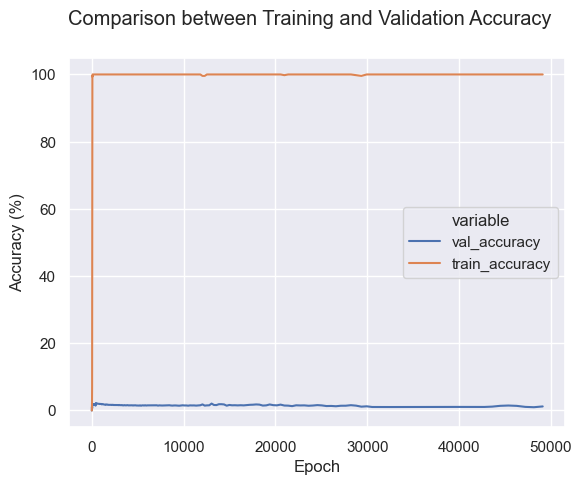 Comparison between Training and Validation Accuracy
100
80
60
40
20
0
Accuracy (%)
variable
val_accuracy
train_accuracy
0
10000
20000
30000
40000
50000
Epoch